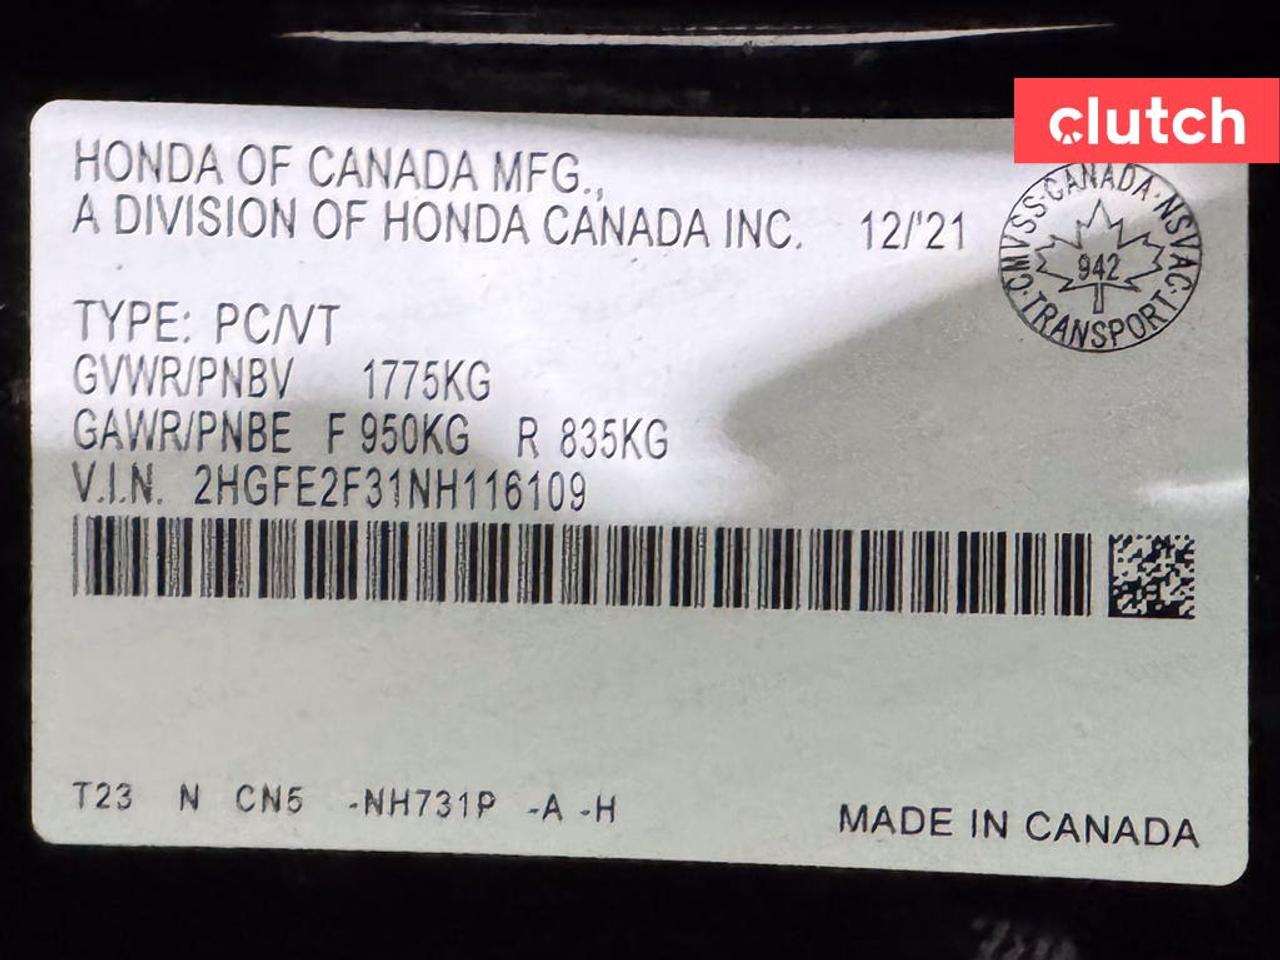 clutch
HONDA OF CANADA MFG.,
A DIVISION OF HONDA CANADA INC. 12/'21
CMVSS·CANADA·NSVAC·TRANSPORT
942
TYPE: PC/VT
GVWR/PNBV 1775KG
GAWR/PNBE F 950KG R 835KG
V.I.N. 2HGFE2F31NH116109
T23 N CN5 -NH731P -A -H
MADE IN CANADA